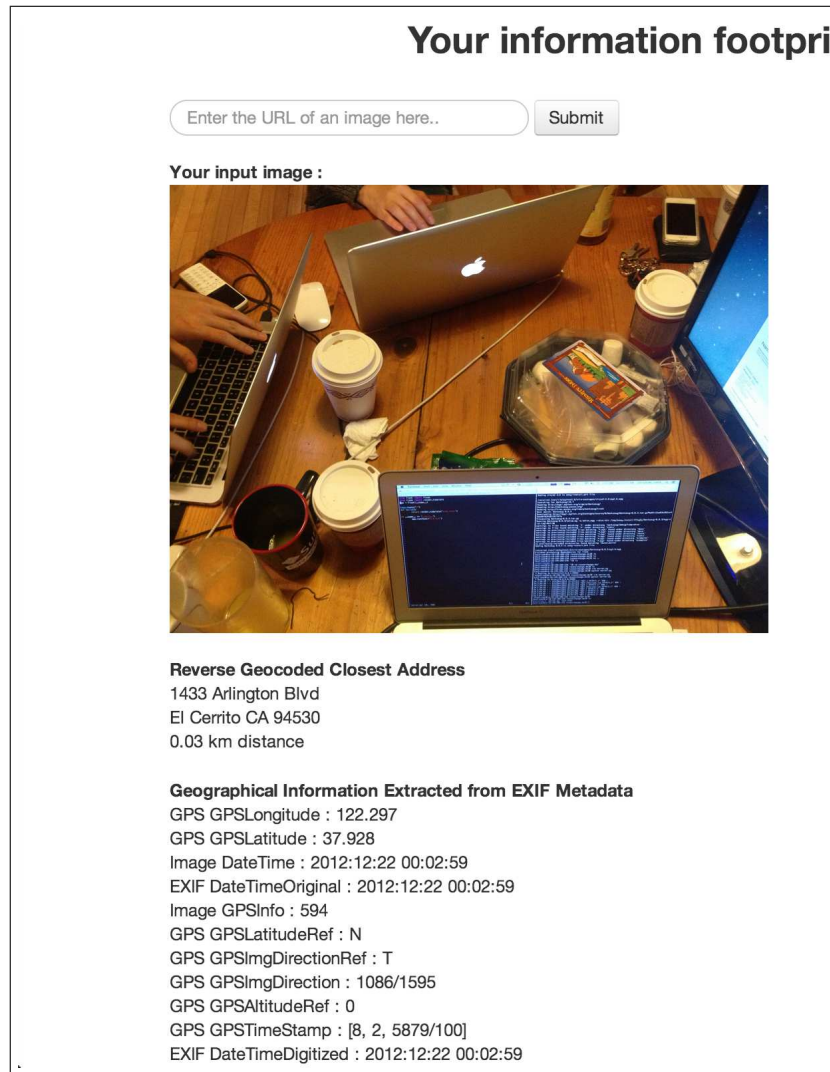 Your information footpri
Enter the URL of an image here..
Submit
Your input image :
Reverse Geocoded Closest Address
1433 Arlington Blvd
El Cerrito CA 94530
0.03 km distance
Geographical Information Extracted from EXIF Metadata
GPS GPSLongitude : 122.297
GPS GPSLatitude : 37.928
Image DateTime : 2012:12:22 00:02:59
EXIF DateTimeOriginal : 2012:12:22 00:02:59
Image GPSInfo : 594
GPS GPSLatitudeRef : N
GPS GPSImgDirectionRef : T
GPS GPSImgDirection : 1086/1595
GPS GPSAltitudeRef : 0
GPS GPSTimeStamp : [8, 2, 5879/100]
EXIF DateTimeDigitized : 2012:12:22 00:02:59